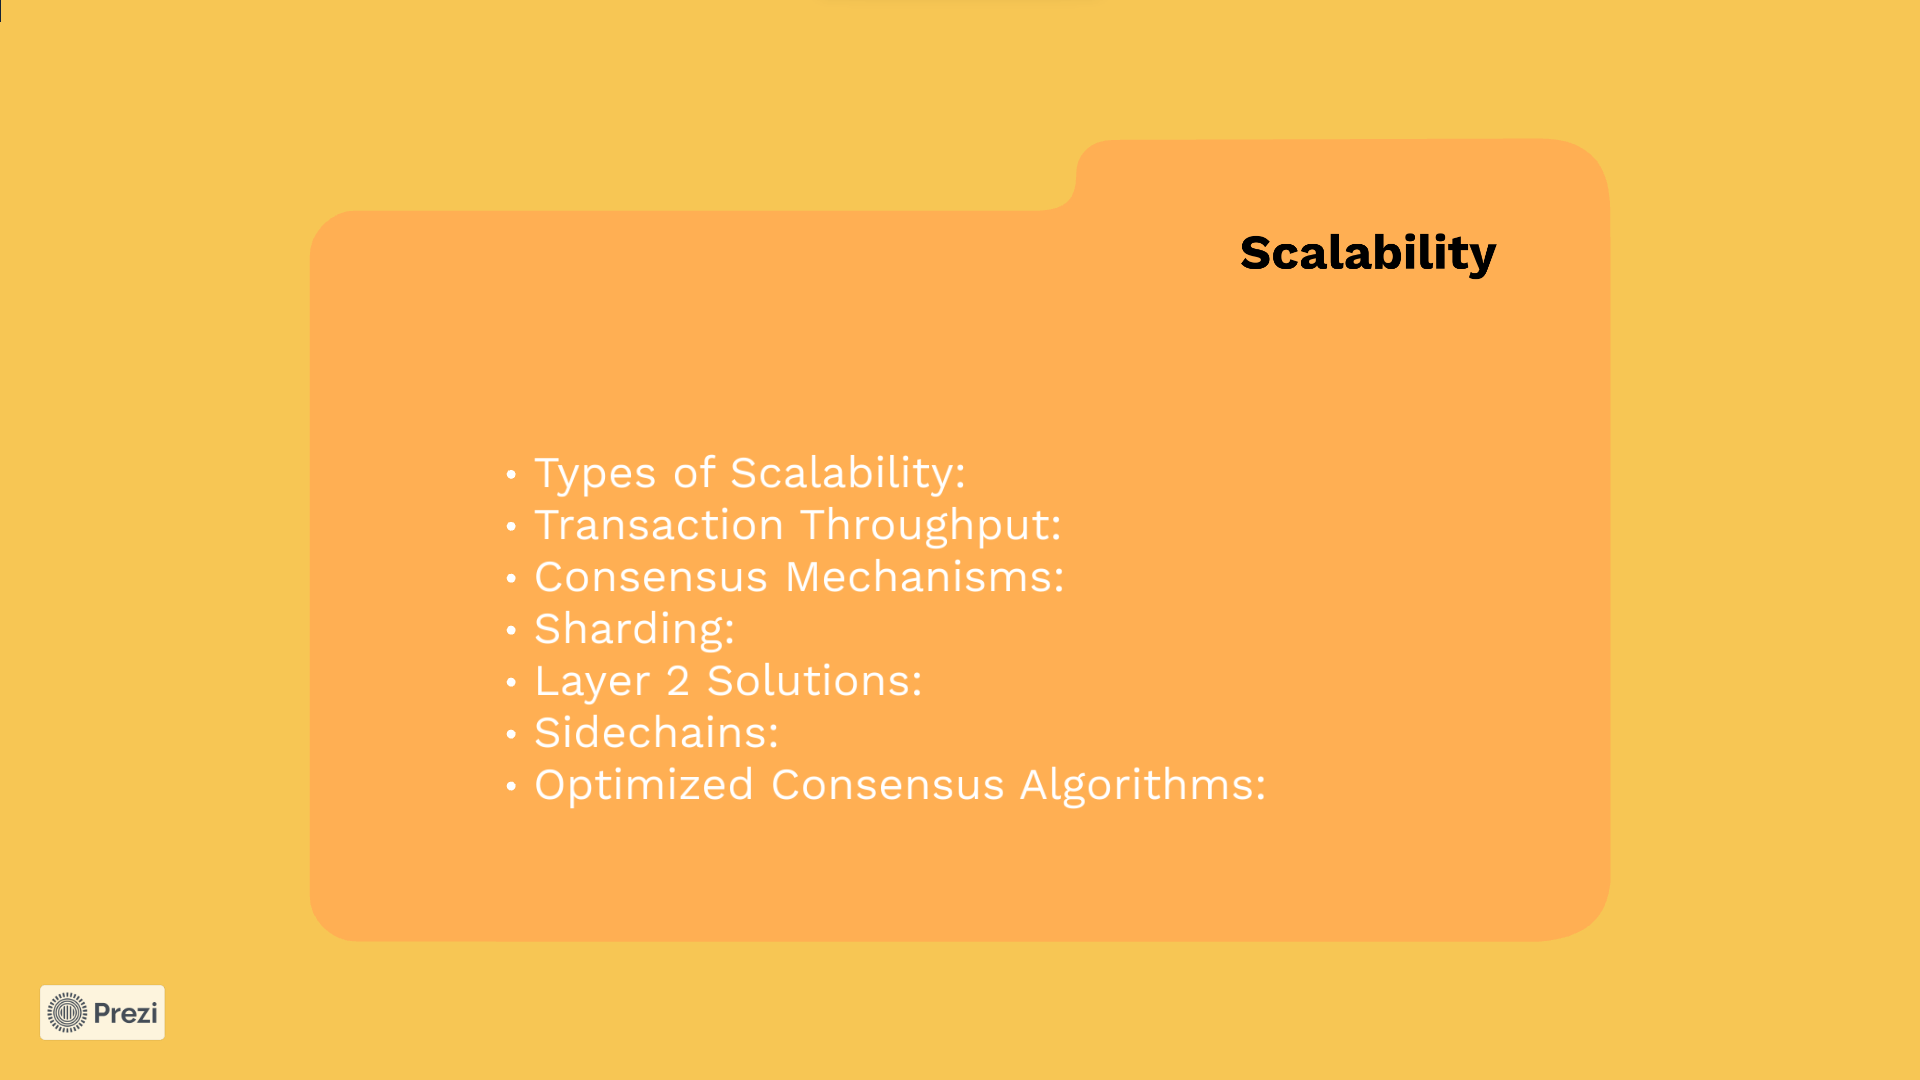 Scalability
• Types of Scalability:
• Transaction Throughput:
• Consensus Mechanisms:
• Sharding:
• Layer 2 Solutions:
• Sidechains:
• Optimized Consensus Algorithms:
Prezi